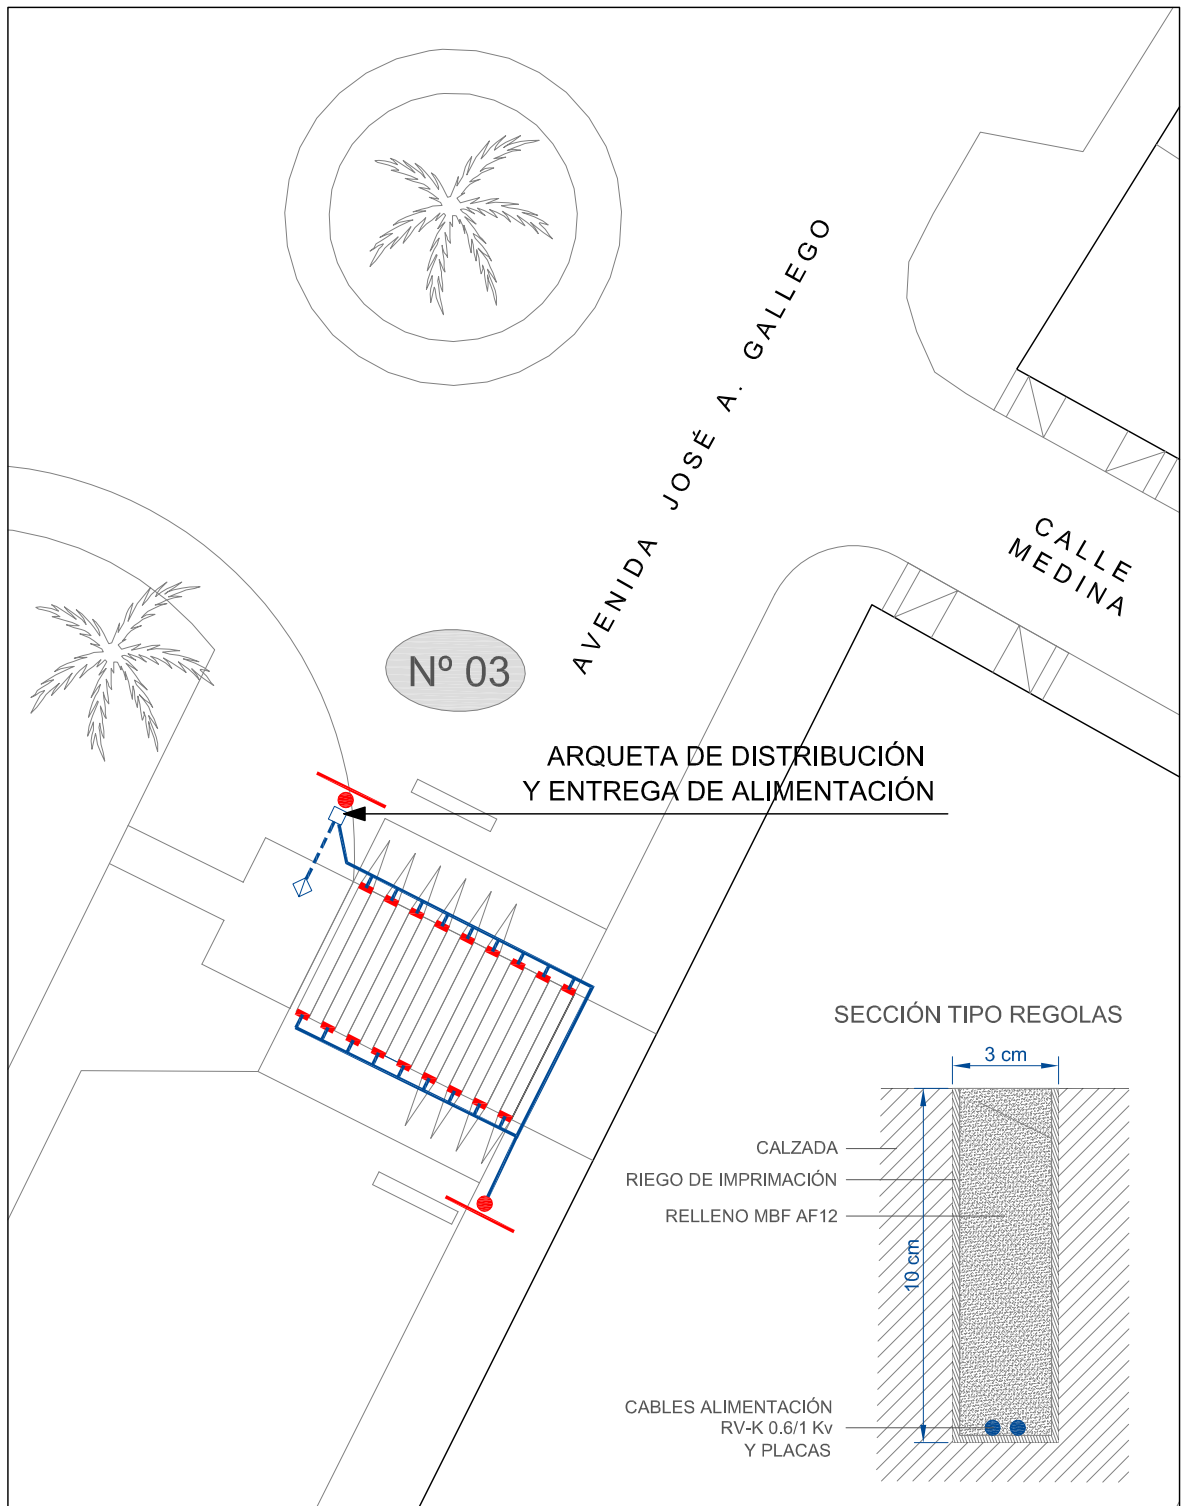 AVENIDA JOSÉ A. GALLEGO
CALLE
MEDINA
Nº 03
ARQUETA DE DISTRIBUCIÓN
Y ENTREGA DE ALIMENTACIÓN
SECCIÓN TIPO REGOLAS
3 cm
CALZADA
RIEGO DE IMPRIMACIÓN
RELLENO MBF AF12
10 cm
CABLES ALIMENTACIÓN
RV-K 0.6/1 Kv
Y PLACAS